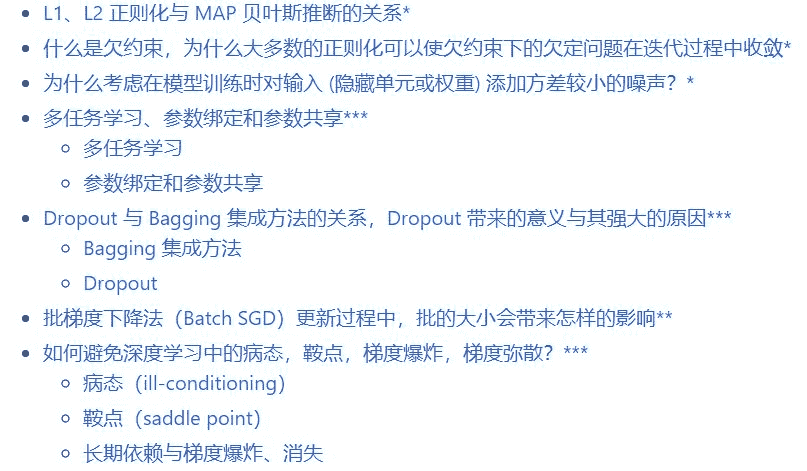 L1、L2 正则化与 MAP 贝叶斯推断的关系*
什么是欠约束，为什么大多数的正则化可以使欠约束下的欠定问题在迭代过程中收敛*
为什么考虑在模型训练时对输入 (隐藏单元或权重) 添加方差较小的噪声？*
多任务学习、参数绑定和参数共享***
多任务学习
参数绑定和参数共享
Dropout 与 Bagging 集成方法的关系，Dropout 带来的意义与其强大的原因***
Bagging 集成方法
Dropout
批梯度下降法（Batch SGD）更新过程中，批的大小会带来怎样的影响**
如何避免深度学习中的病态，鞍点，梯度爆炸，梯度弥散？***
病态（ill-conditioning）
鞍点（saddle point）
长期依赖与梯度爆炸、消失